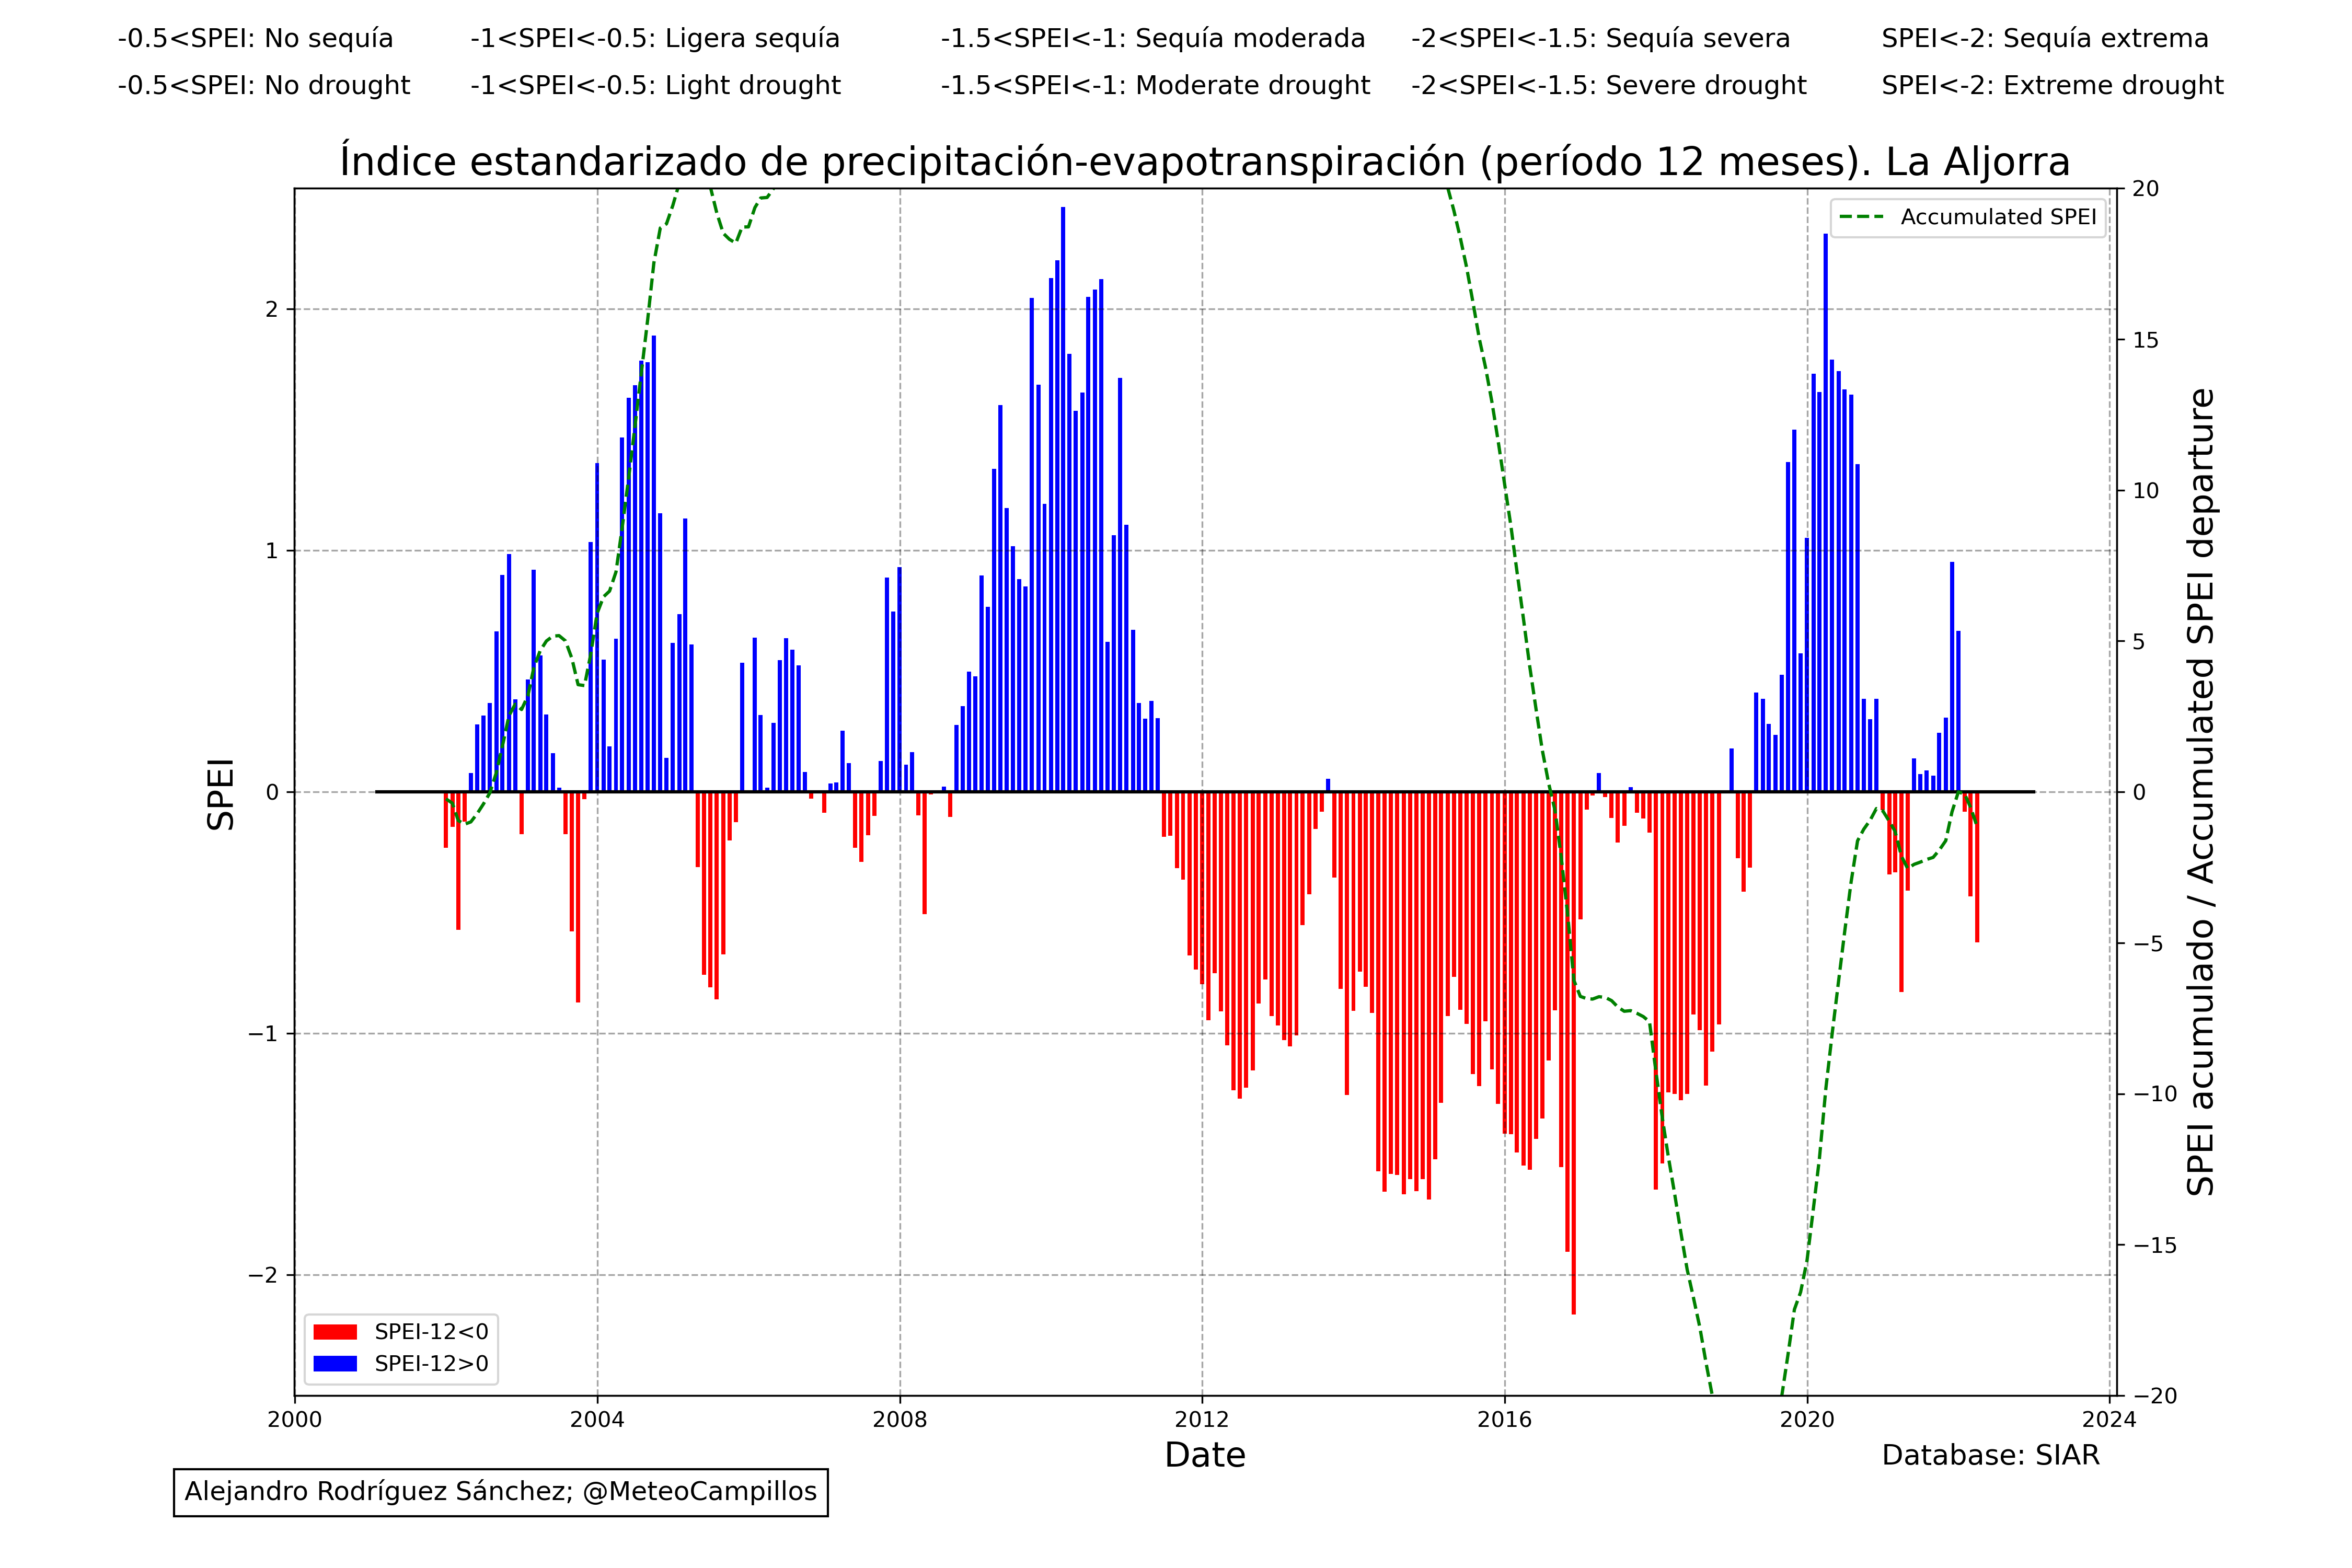 -0.5<SPEI: No sequía -1<SPEI<-0.5: Ligera sequía -1.5<SPEI<-1: Sequía moderada -2<SPEI<-1.5: Sequía severa SPEI<-2: Sequía extrema
-0.5<SPEI: No drought -1<SPEI<-0.5: Light drought -1.5<SPEI<-1: Moderate drought -2<SPEI<-1.5: Severe drought SPEI<-2: Extreme drought
Índice estandarizado de precipitación-evapotranspiración (período 12 meses). La Aljorra
Accumulated SPEI
2
1
0
−1
−2
SPEI
20
15
10
5
0
−5
−10
−15
−20
SPEI acumulado / Accumulated SPEI departure
SPEI-12<0
SPEI-12>0
2000 2004 2008 2012 2016 2020 2024
Date
Database: SIAR
Alejandro Rodríguez Sánchez; @MeteoCampillos